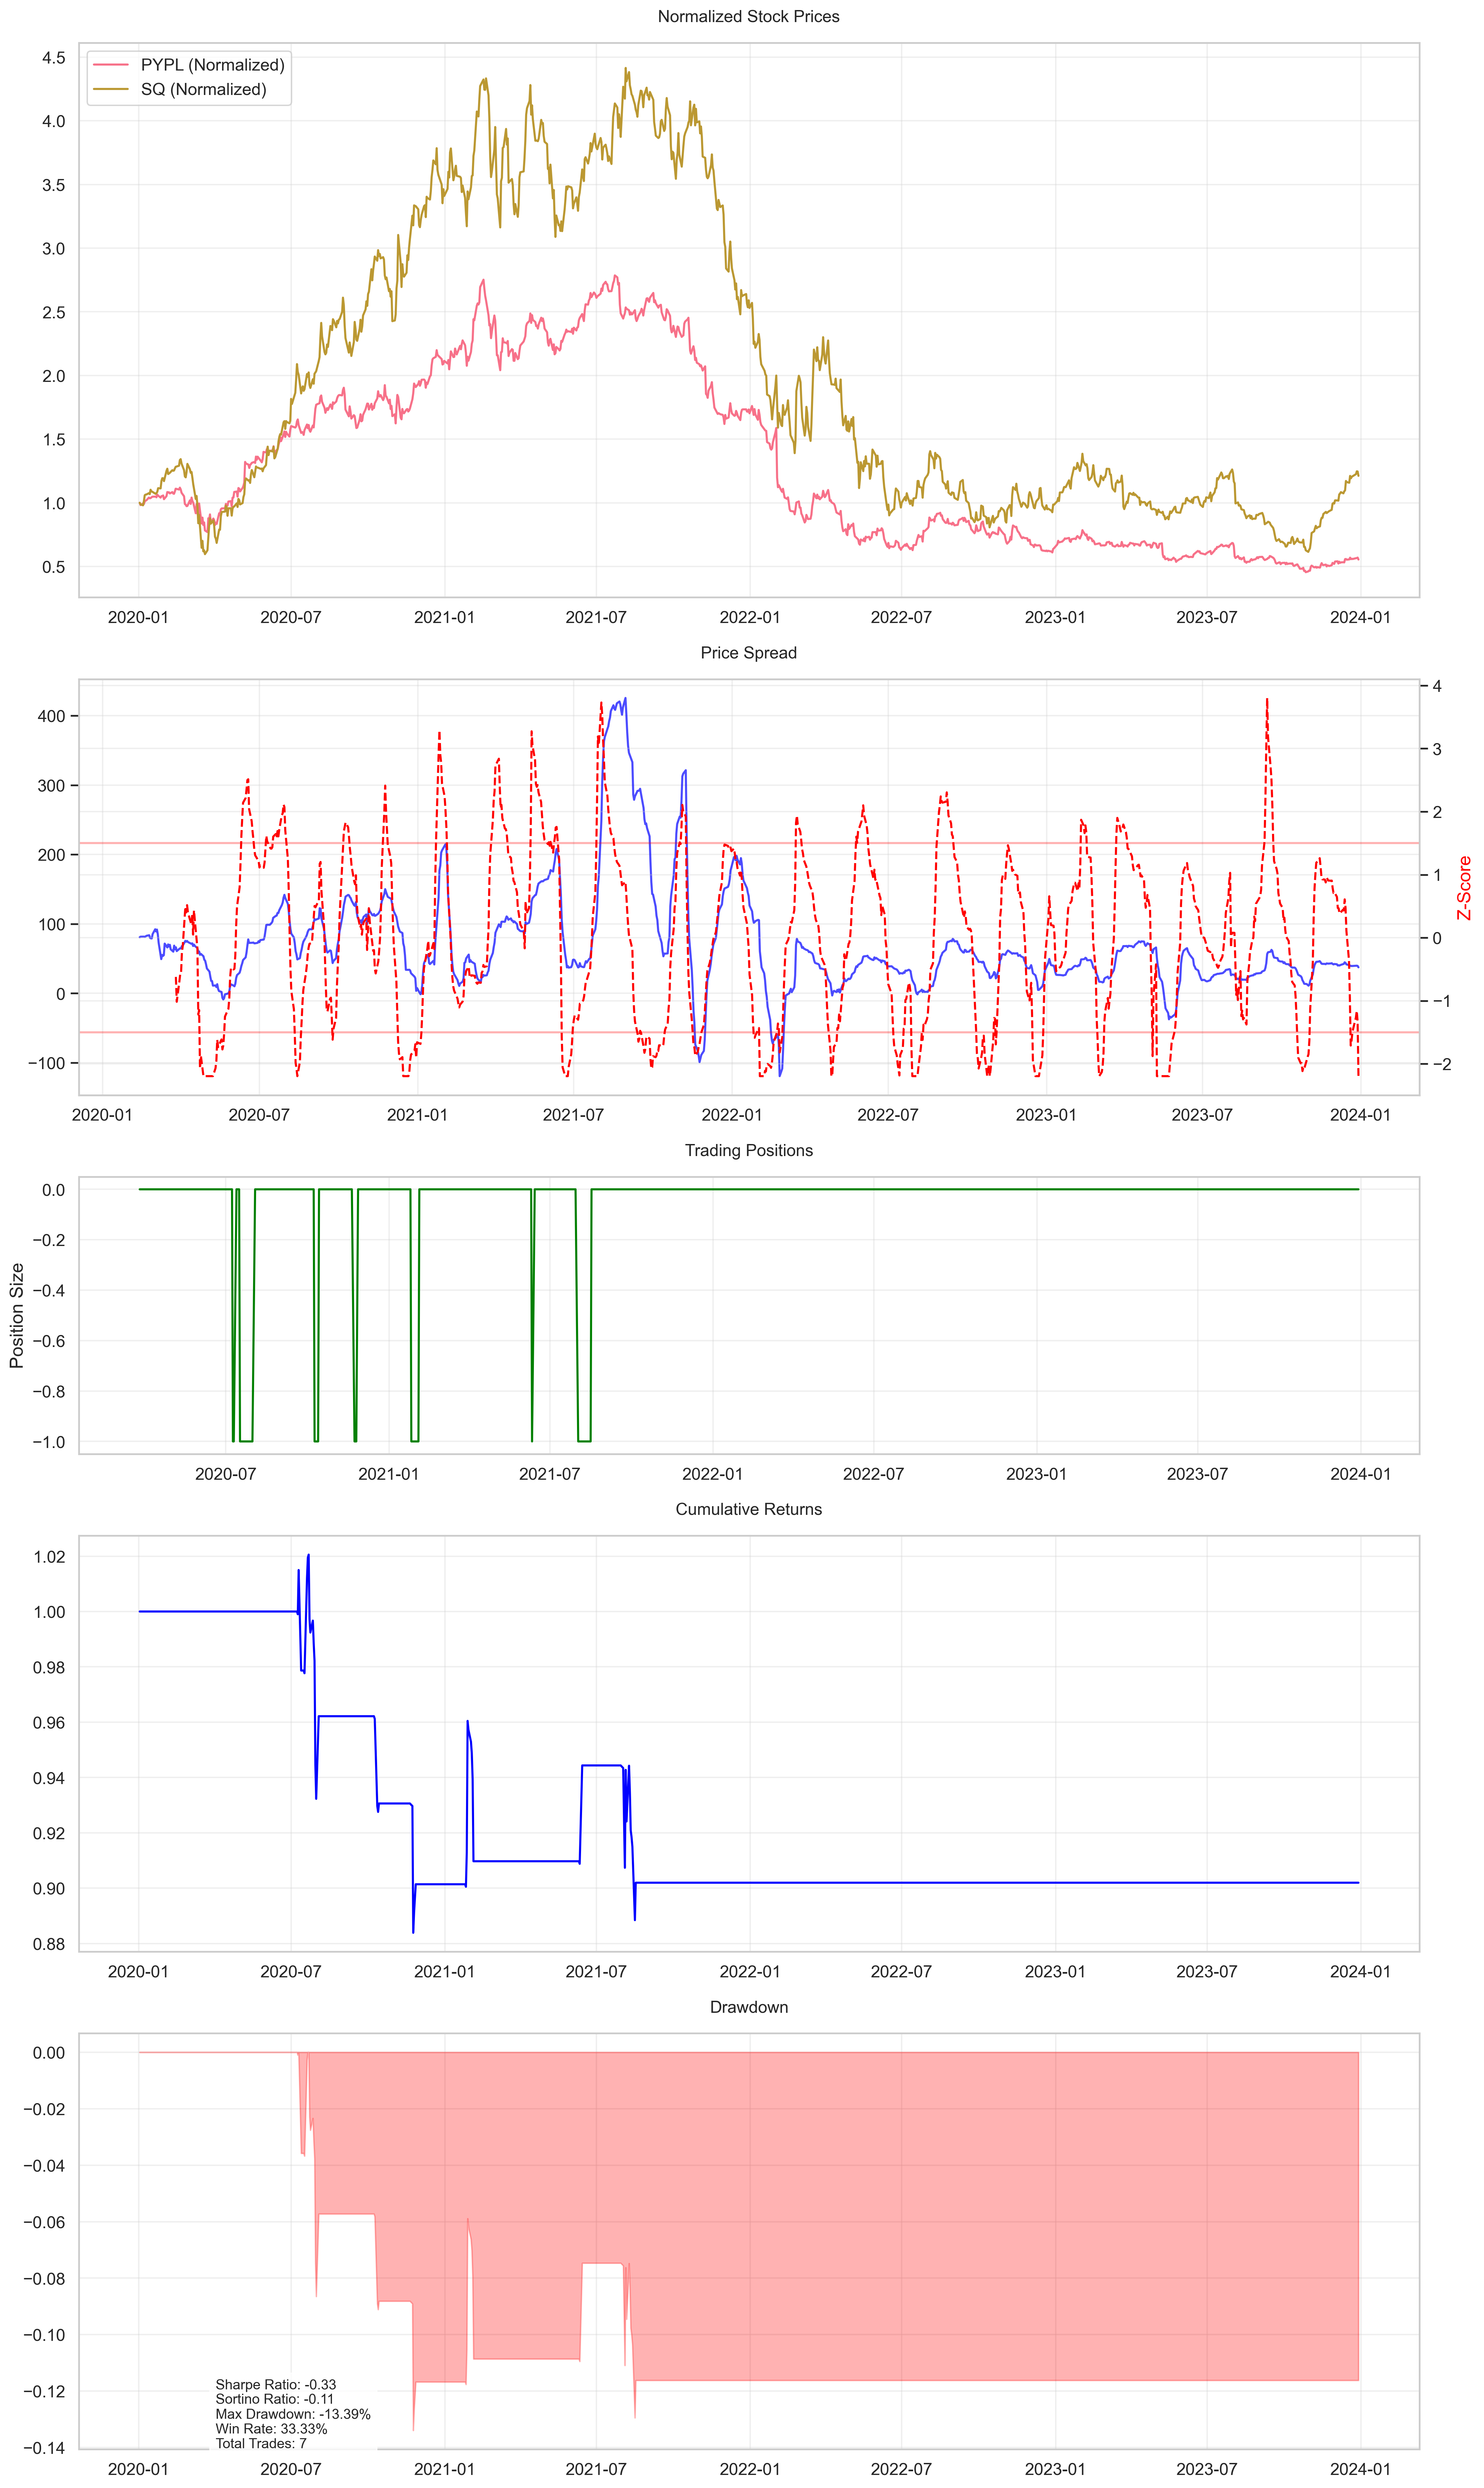 Normalized Stock Prices
PYPL (Normalized)
SQ (Normalized)
4.5
4.0
3.5
3.0
2.5
2.0
1.5
1.0
0.5
2020-01 2020-07 2021-01 2021-07 2022-01 2022-07 2023-01 2023-07 2024-01
Price Spread
400
300
200
100
0
−100
4
3
2
1
0
−1
−2
Z-Score
2020-01 2020-07 2021-01 2021-07 2022-01 2022-07 2023-01 2023-07 2024-01
Trading Positions
Position Size
0.0
−0.2
−0.4
−0.6
−0.8
−1.0
2020-07 2021-01 2021-07 2022-01 2022-07 2023-01 2023-07 2024-01
Cumulative Returns
1.02
1.00
0.98
0.96
0.94
0.92
0.90
0.88
2020-01 2020-07 2021-01 2021-07 2022-01 2022-07 2023-01 2023-07 2024-01
Drawdown
0.00
−0.02
−0.04
−0.06
−0.08
−0.10
−0.12
−0.14
Sharpe Ratio: -0.33
Sortino Ratio: -0.11
Max Drawdown: -13.39%
Win Rate: 33.33%
Total Trades: 7
2020-01 2020-07 2021-01 2021-07 2022-01 2022-07 2023-01 2023-07 2024-01